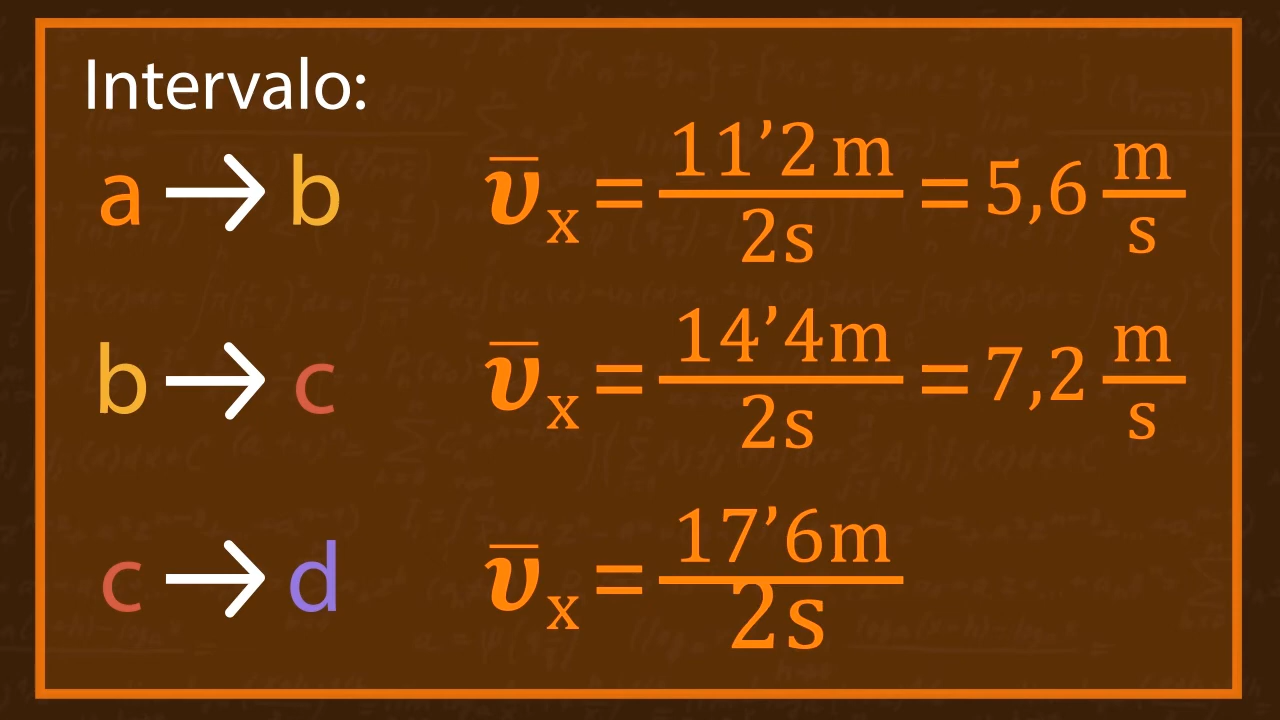 Intervalo:
a → b   v̅ₓ = 11’2 m / 2s = 5,6 m/s
b → c   v̅ₓ = 14’4m / 2s = 7,2 m/s
c → d   v̅ₓ = 17’6m / 2s